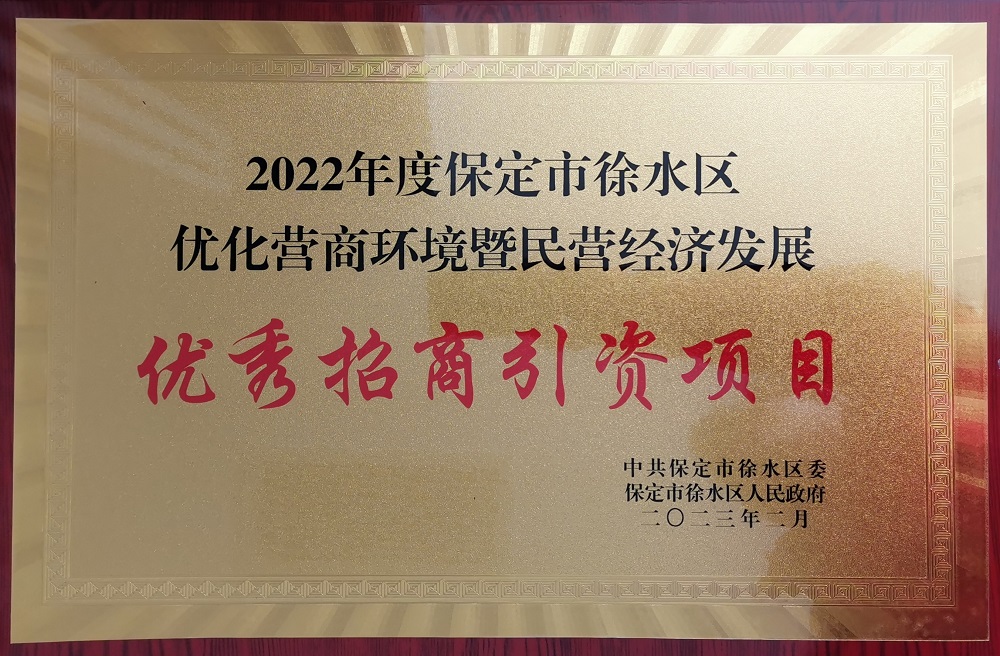 2022年度保定市徐水区
优化营商环境暨民营经济发展
优秀招商引资项目
中共保定市徐水区委
保定市徐水区人民政府
二〇二三年二月